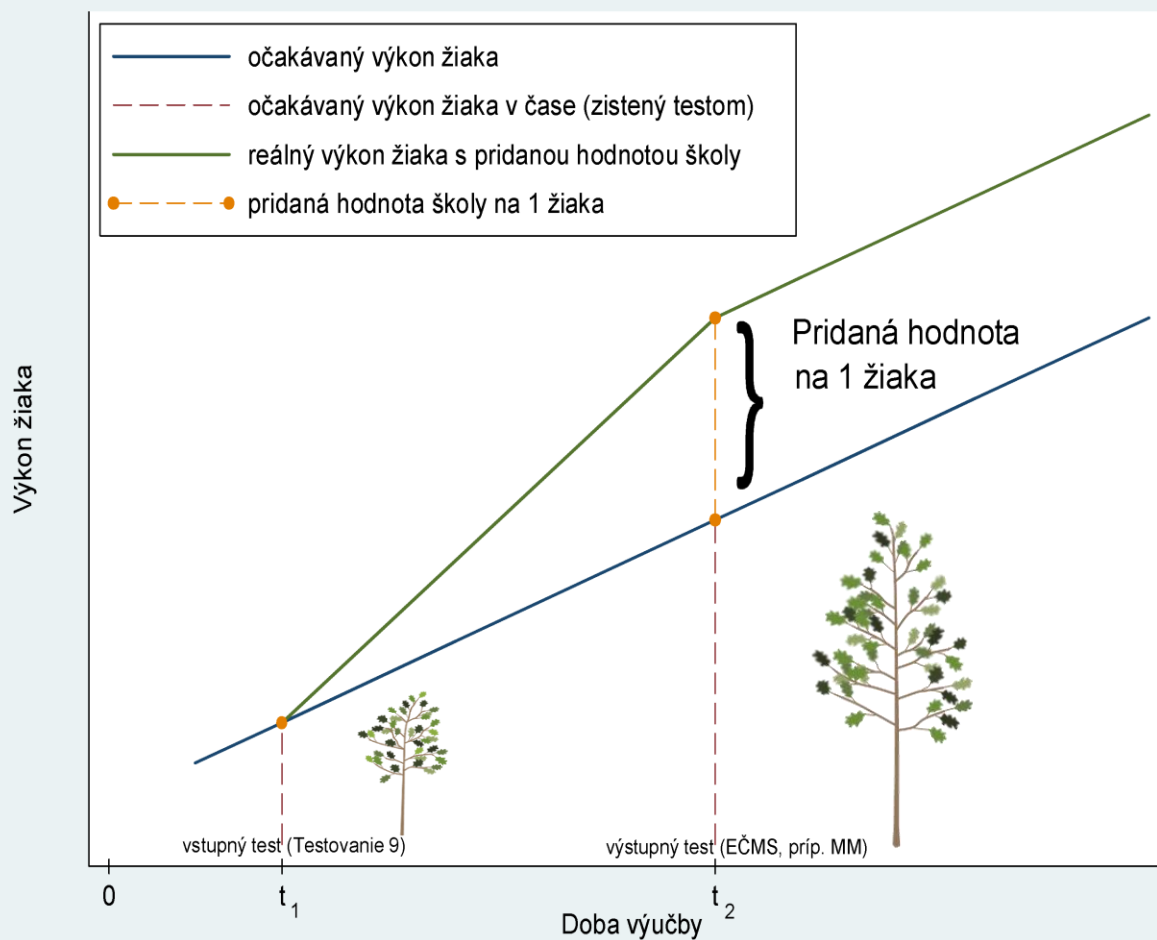 očakávaný výkon žiaka
očakávaný výkon žiaka v čase (zistený testom)
reálný výkon žiaka s pridanou hodnotou školy
pridaná hodnota školy na 1 žiaka
Pridaná hodnota
na 1 žiaka
Výkon žiaka
vstupný test (Testovanie 9)
výstupný test (EČMS, príp. MM)
0
t 1
t 2
Doba výučby